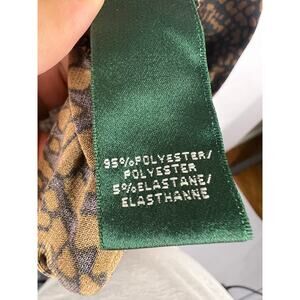 95%POLYESTER/
POLYESTER
5%ELASTANE/
ELASTHANNE